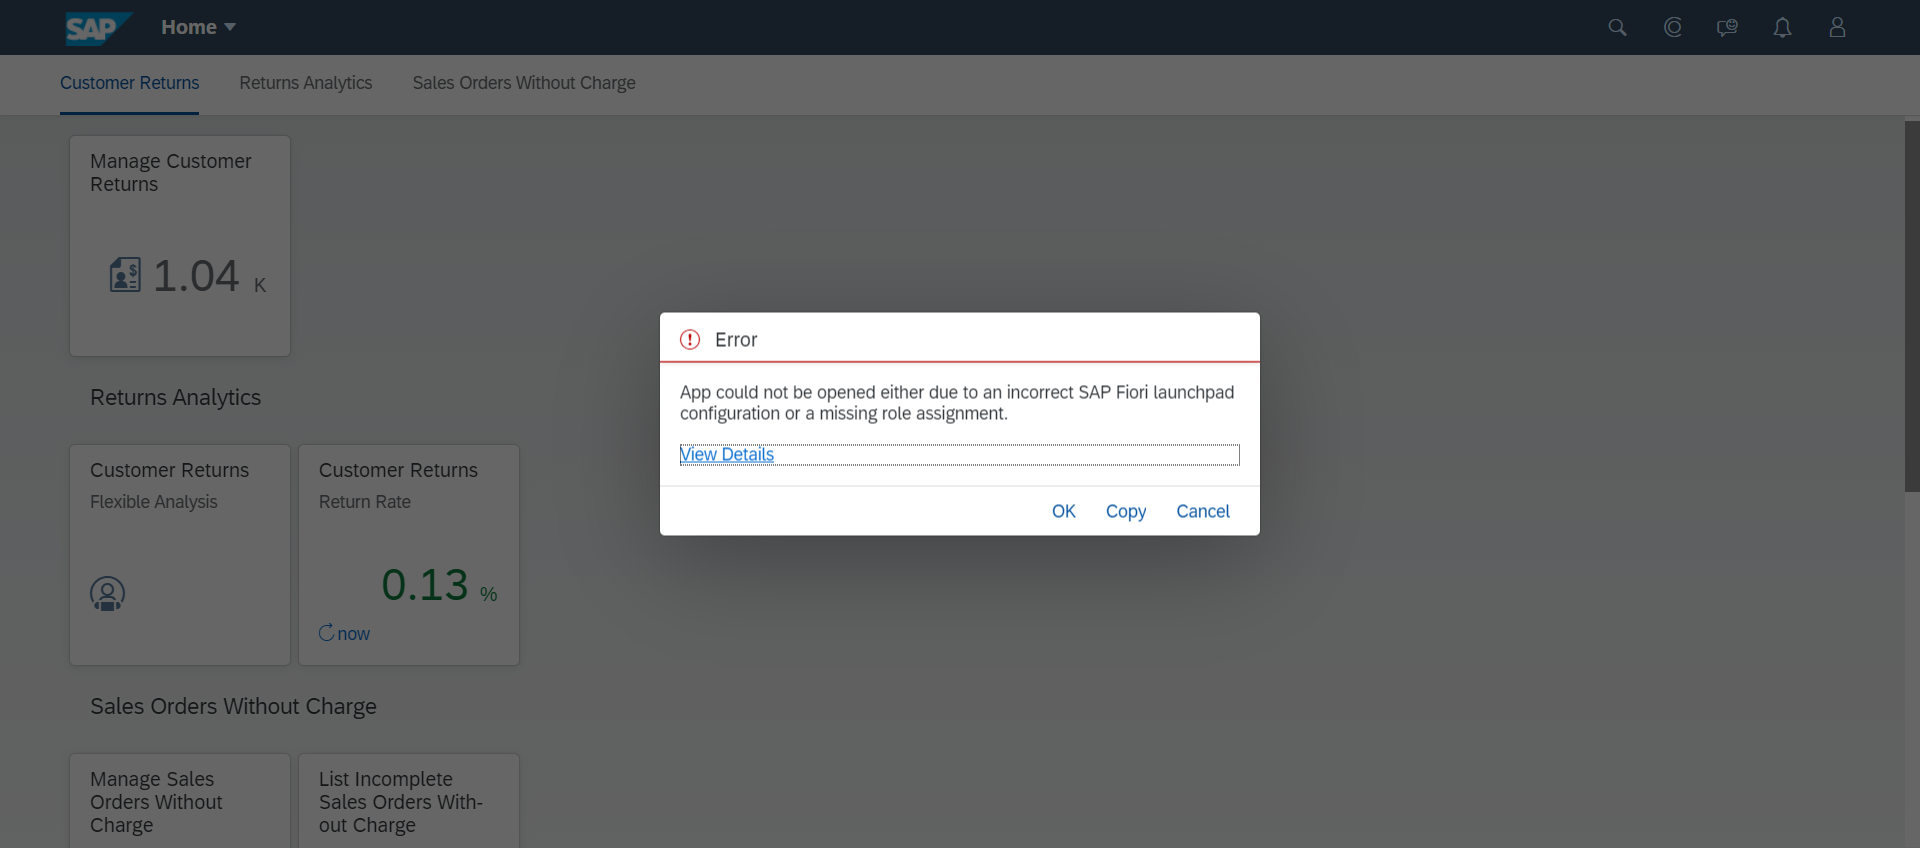 SAP
Home
Customer Returns
Returns Analytics
Sales Orders Without Charge
Manage Customer
Returns
$
1.04 K
Returns Analytics
Customer Returns
Flexible Analysis
Customer Returns
Return Rate
0.13 %
now
Sales Orders Without Charge
Manage Sales
Orders Without
Charge
List Incomplete
Sales Orders With-
out Charge
Error
App could not be opened either due to an incorrect SAP Fiori launchpad
configuration or a missing role assignment.
View Details
OK
Copy
Cancel